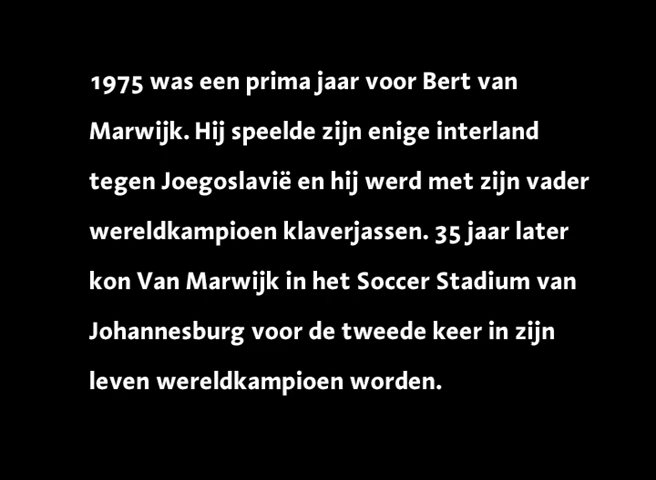 1975 was een prima jaar voor Bert van
Marwijk. Hij speelde zijn enige interland
tegen Joegoslavië en hij werd met zijn vader
wereldkampioen klaverjassen. 35 jaar later
kon Van Marwijk in het Soccer Stadium van
Johannesburg voor de tweede keer in zijn
leven wereldkampioen worden.